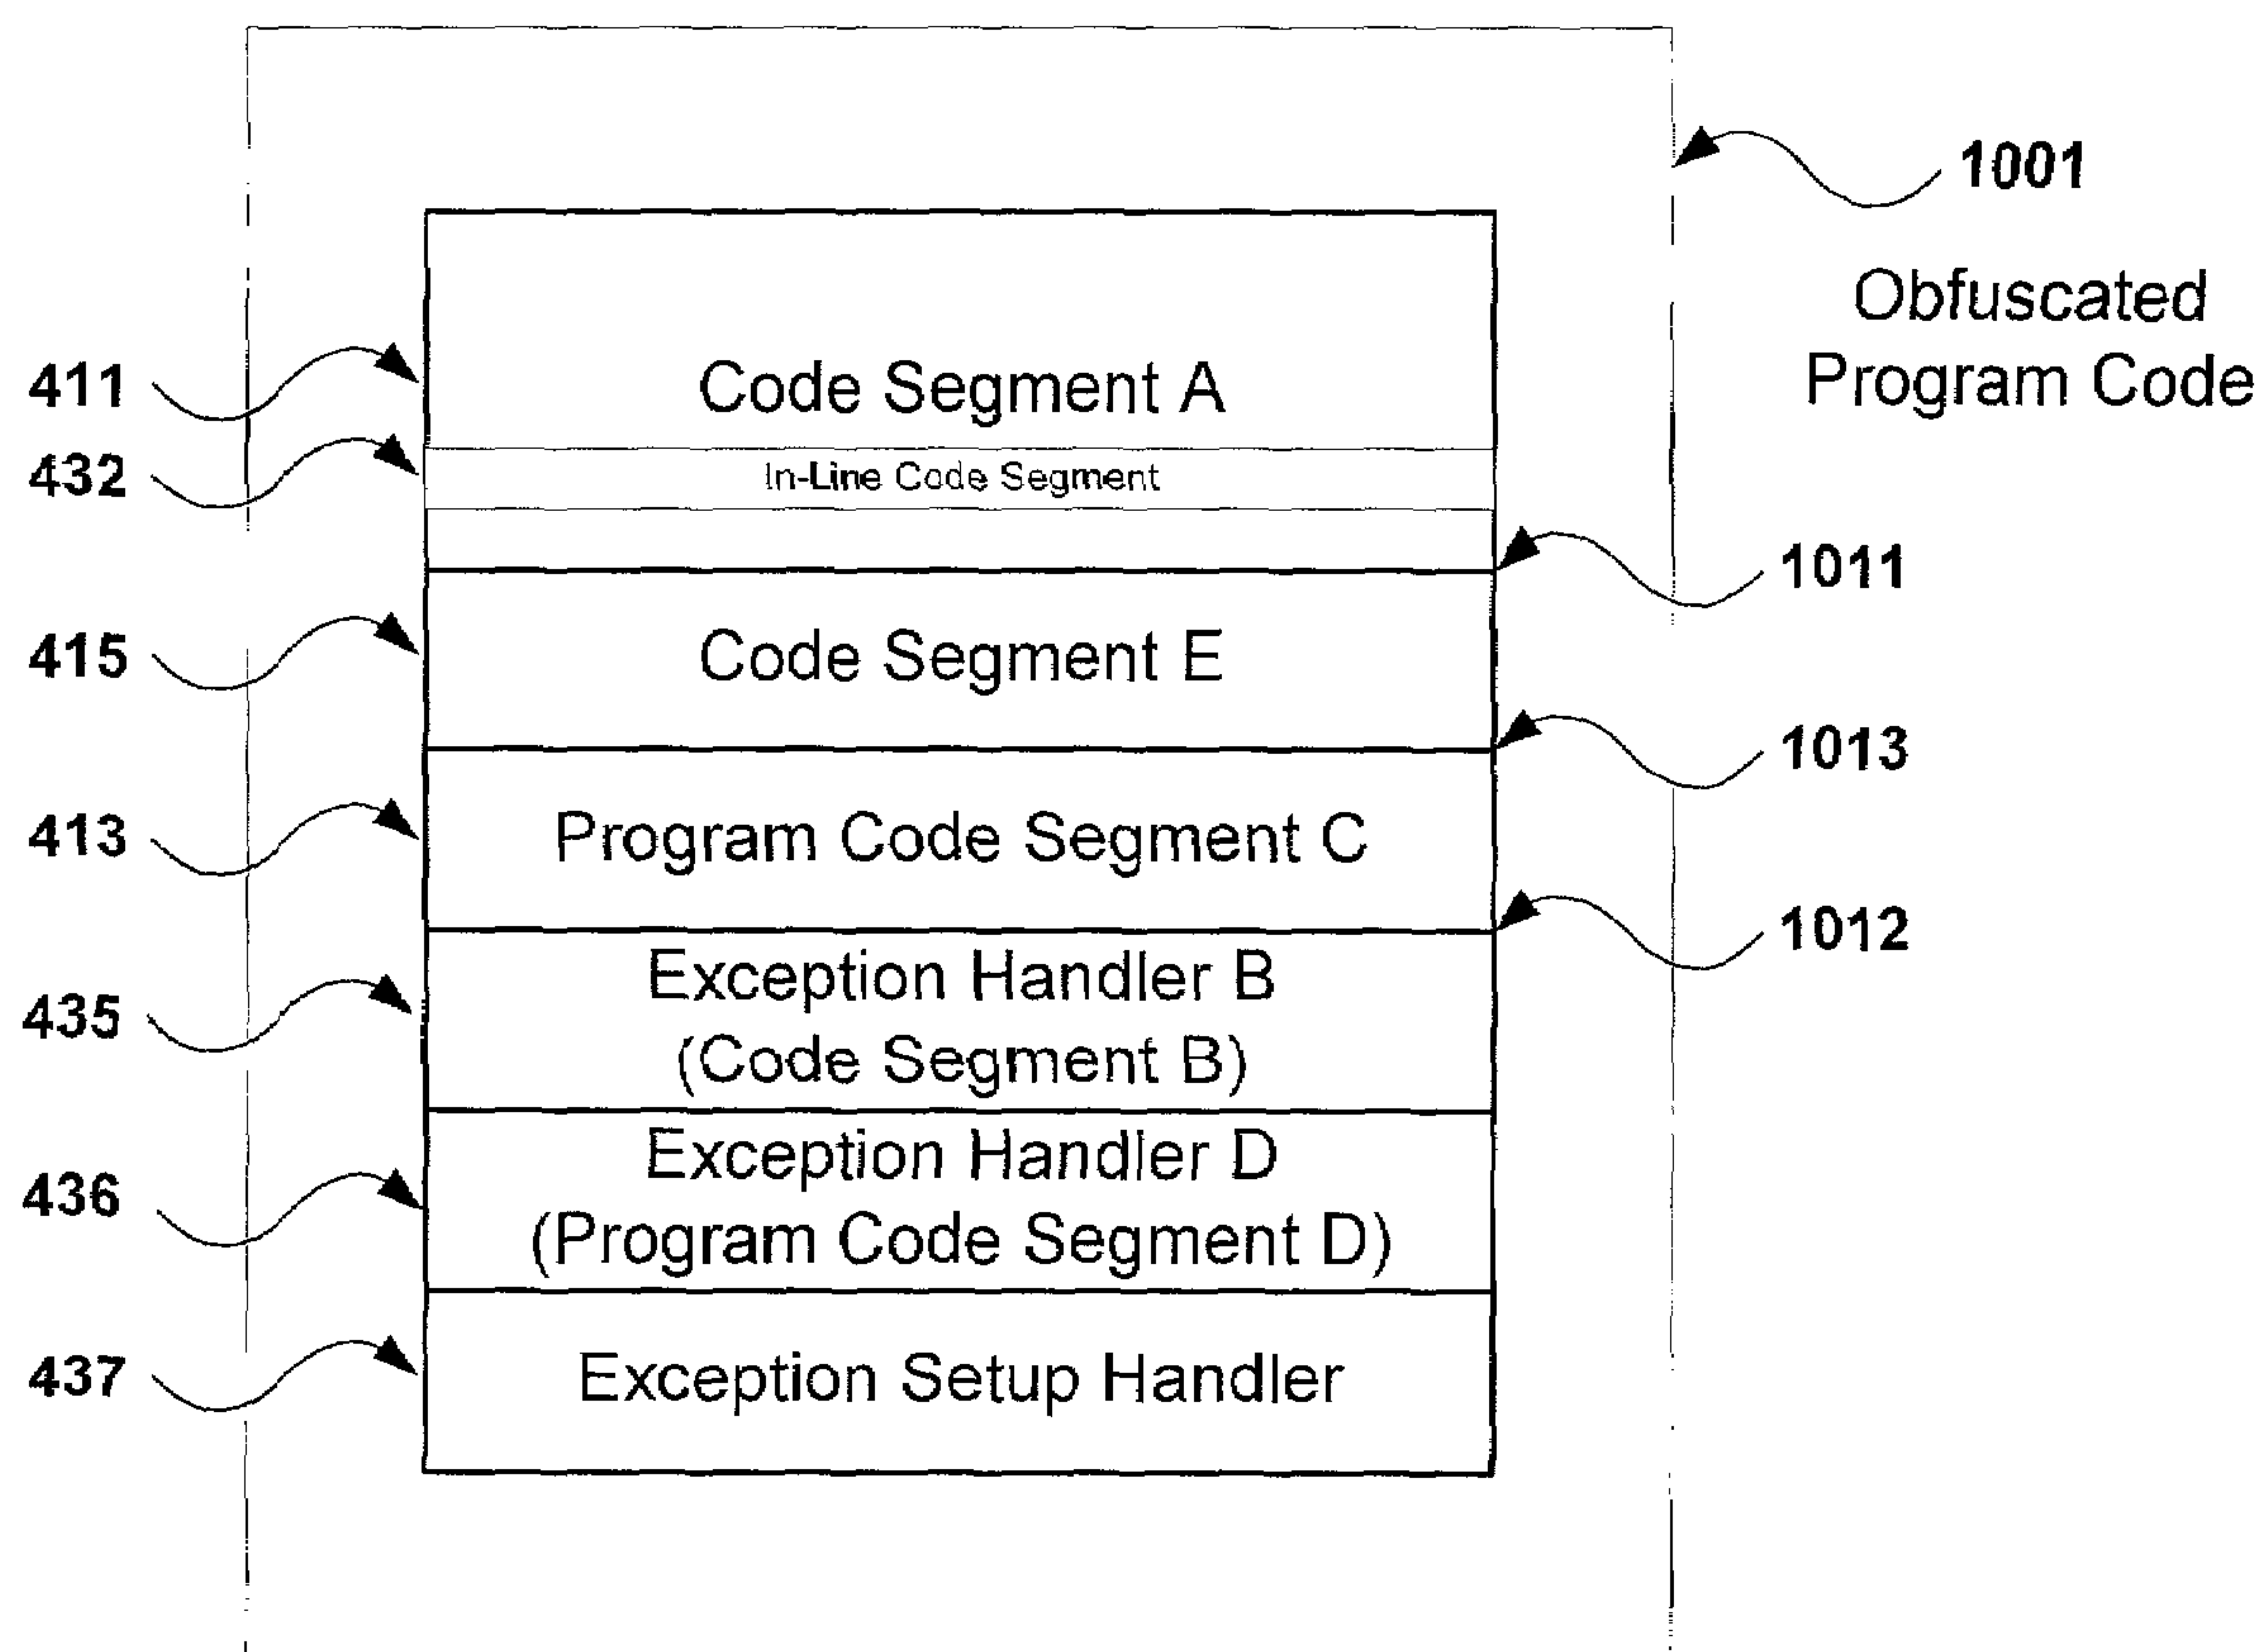 1001
Obfuscated
Program Code
411
Code Segment A
432
In-Line Code Segment
1011
415
Code Segment E
1013
413
Program Code Segment C
1012
435
Exception Handler B
(Code Segment B)
436
Exception Handler D
(Program Code Segment D)
437
Exception Setup Handler